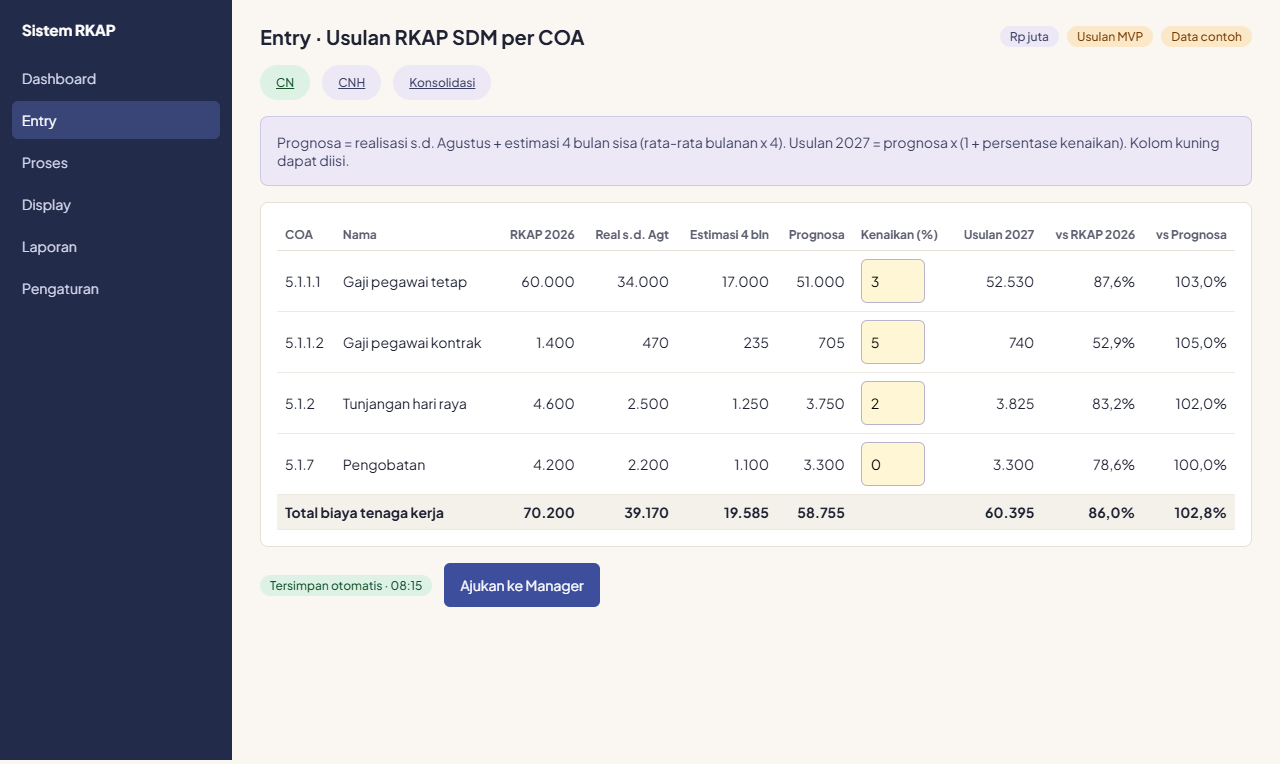 Sistem RKAP
Dashboard
Entry
Proses
Display
Laporan
Pengaturan
Entry · Usulan RKAP SDM per COA
Rp juta
Usulan MVP
Data contoh
CN
CNH
Konsolidasi
Prognosa = realisasi s.d. Agustus + estimasi 4 bulan sisa (rata-rata bulanan x 4). Usulan 2027 = prognosa x (1 + persentase kenaikan). Kolom kuning
dapat diisi.
COA Nama RKAP 2026 Real s.d. Agt Estimasi 4 bln Prognosa Kenaikan (%) Usulan 2027 vs RKAP 2026 vs Prognosa
5.1.1.1 Gaji pegawai tetap 60.000 34.000 17.000 51.000 3 52.530 87,6% 103,0%
5.1.1.2 Gaji pegawai kontrak 1.400 470 235 705 5 740 52,9% 105,0%
5.1.2 Tunjangan hari raya 4.600 2.500 1.250 3.750 2 3.825 83,2% 102,0%
5.1.7 Pengobatan 4.200 2.200 1.100 3.300 0 3.300 78,6% 100,0%
Total biaya tenaga kerja 70.200 39.170 19.585 58.755 60.395 86,0% 102,8%
Tersimpan otomatis · 08:15
Ajukan ke Manager